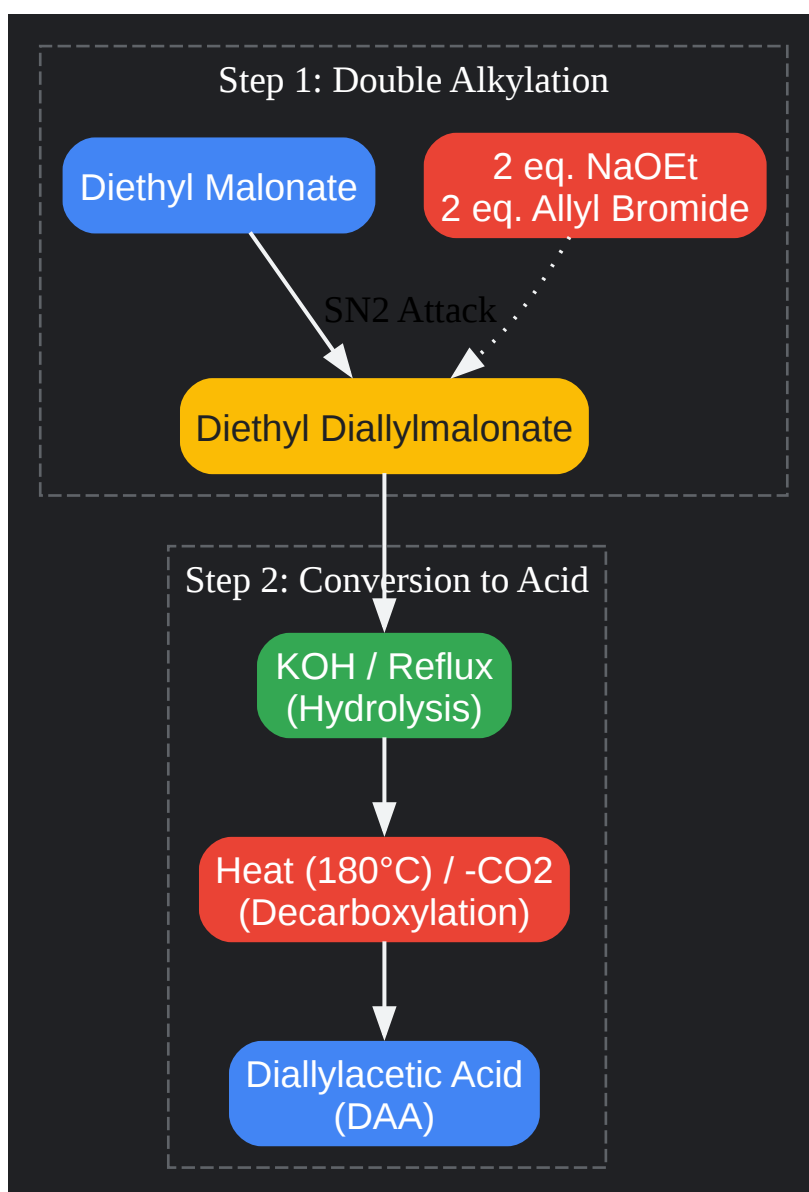 Step 1: Double Alkylation
Diethyl Malonate
2 eq. NaOEt
2 eq. Allyl Bromide
SN2 Attack
Diethyl Diallylmalonate
Step 2: Conversion to Acid
KOH / Reflux
(Hydrolysis)
Heat (180°C) / -CO2
(Decarboxylation)
Diallylacetic Acid
(DAA)